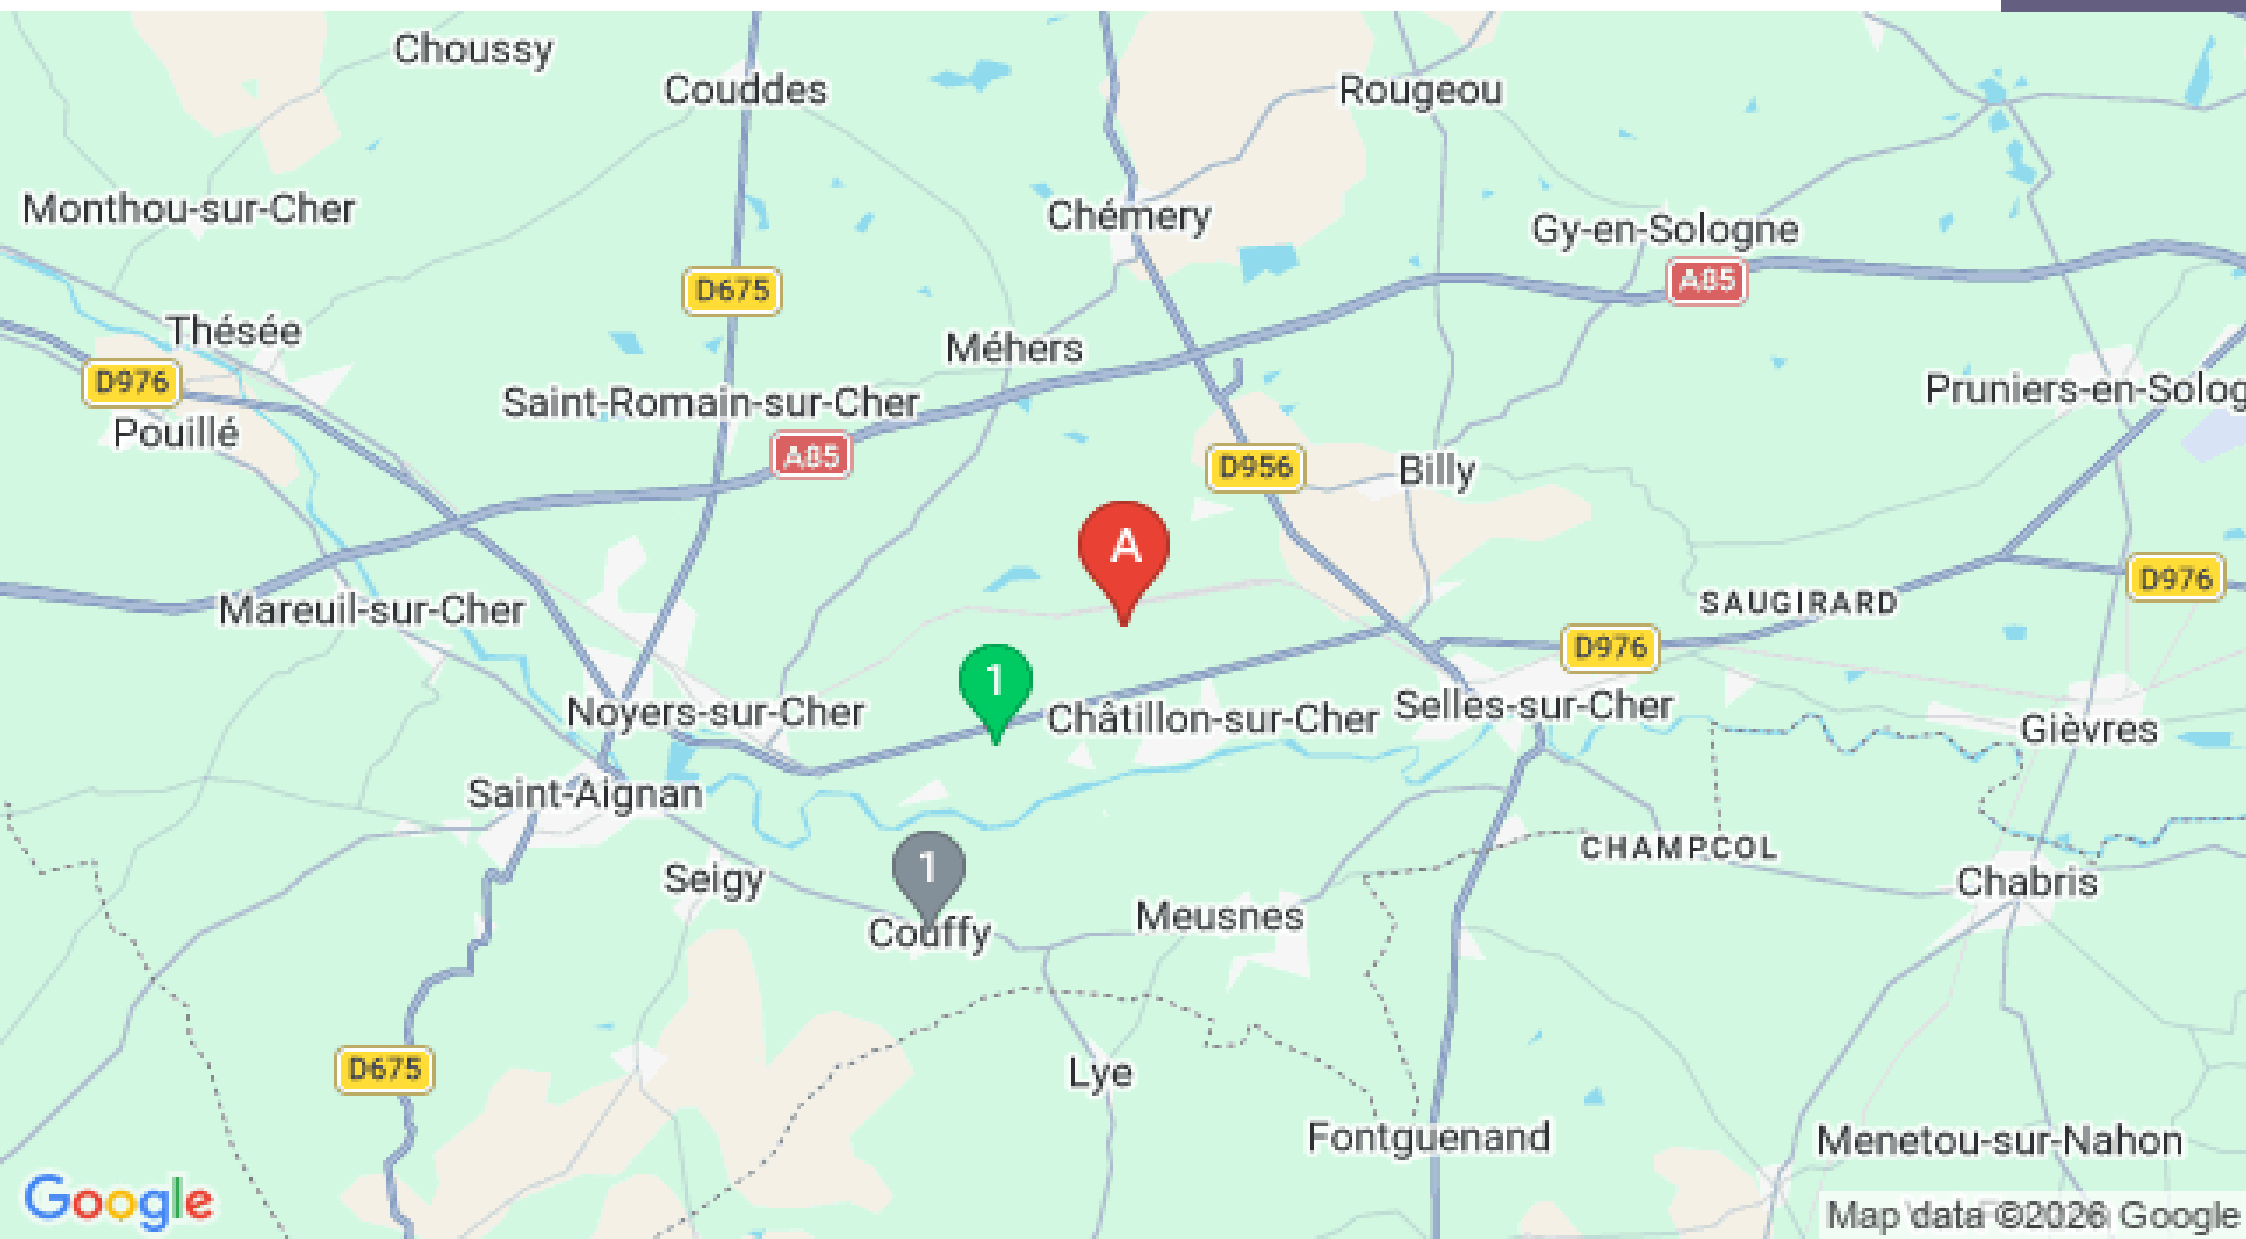 Choussy
Couddes
Rougeou
Monthou-sur-Cher
Chémery
Gy-en-Sologne
A85
D675
Thésée
Méhers
D976
Pruniers-en-Solog
Saint-Romain-sur-Cher
Pouillé
A85
D956
Billy
A
D976
SAUGIRARD
Mareuil-sur-Cher
D976
1
Noyers-sur-Cher
Châtillon-sur-Cher
Selles-sur-Cher
Gièvres
Saint-Aignan
CHAMPCOL
1
Seigy
Chabris
Meusnes
Couffy
D675
Lye
Fontguenand
Menetou-sur-Nahon
Google
Map data ©2026 Google